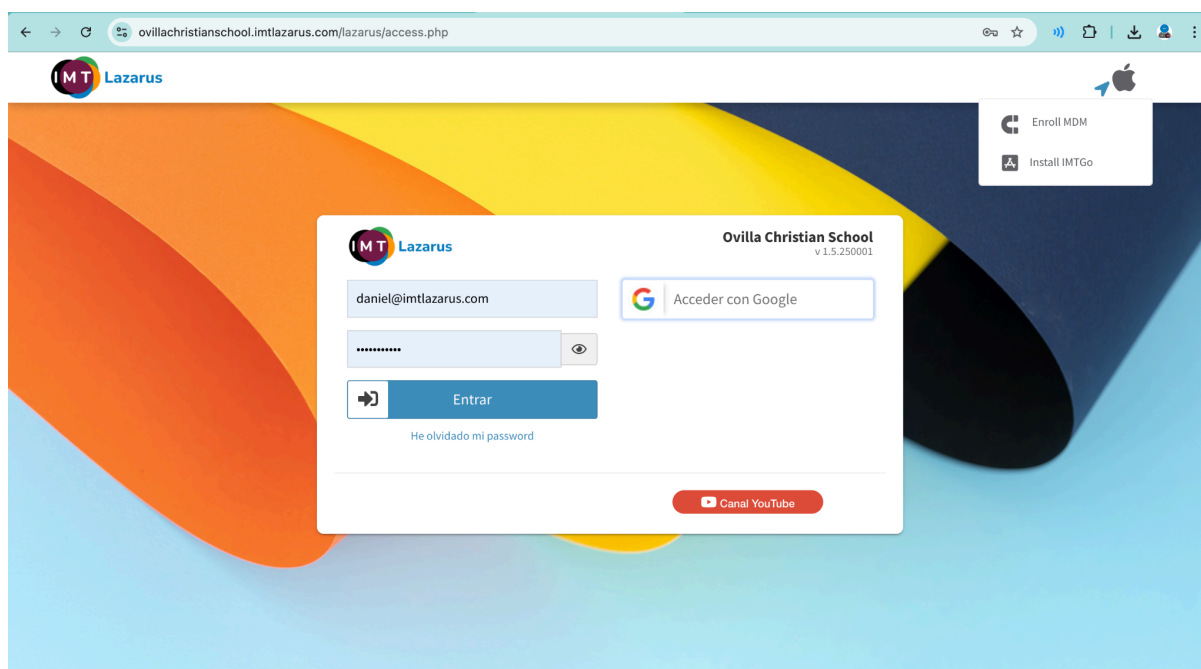 ovillachristianschool.imtlazarus.com/lazarus/access.php
IMT Lazarus
Enroll MDM
Install IMTGo
IMT Lazarus
Ovilla Christian School
v 1.5.250001
daniel@imtlazarus.com
Acceder con Google
•••••••••••
Entrar
He olvidado mi password
Canal YouTube